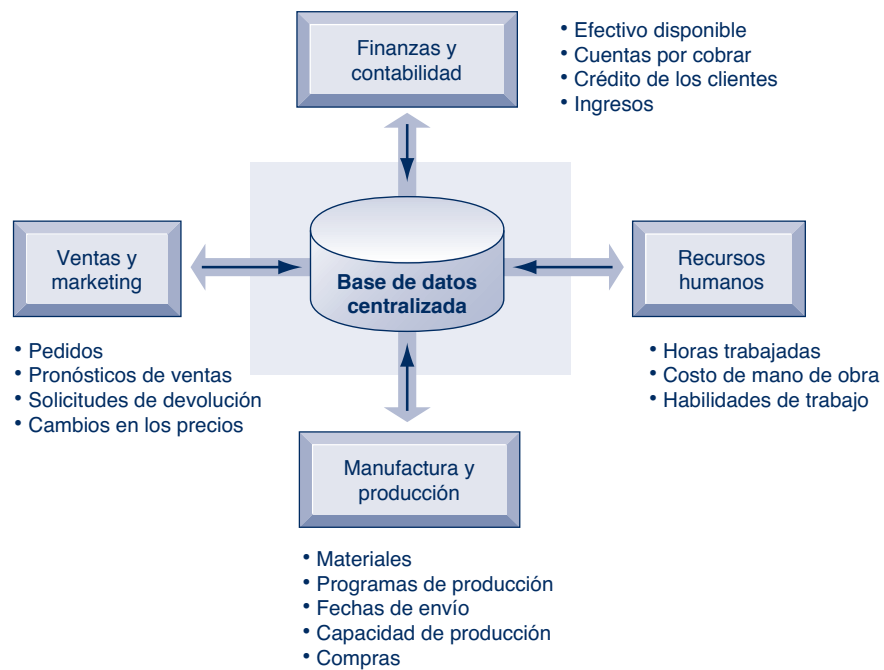 Finanzas y
contabilidad
• Efectivo disponible
• Cuentas por cobrar
• Crédito de los clientes
• Ingresos
Ventas y
marketing
• Pedidos
• Pronósticos de ventas
• Solicitudes de devolución
• Cambios en los precios
Base de datos
centralizada
Recursos
humanos
• Horas trabajadas
• Costo de mano de obra
• Habilidades de trabajo
Manufactura y
producción
• Materiales
• Programas de producción
• Fechas de envío
• Capacidad de producción
• Compras